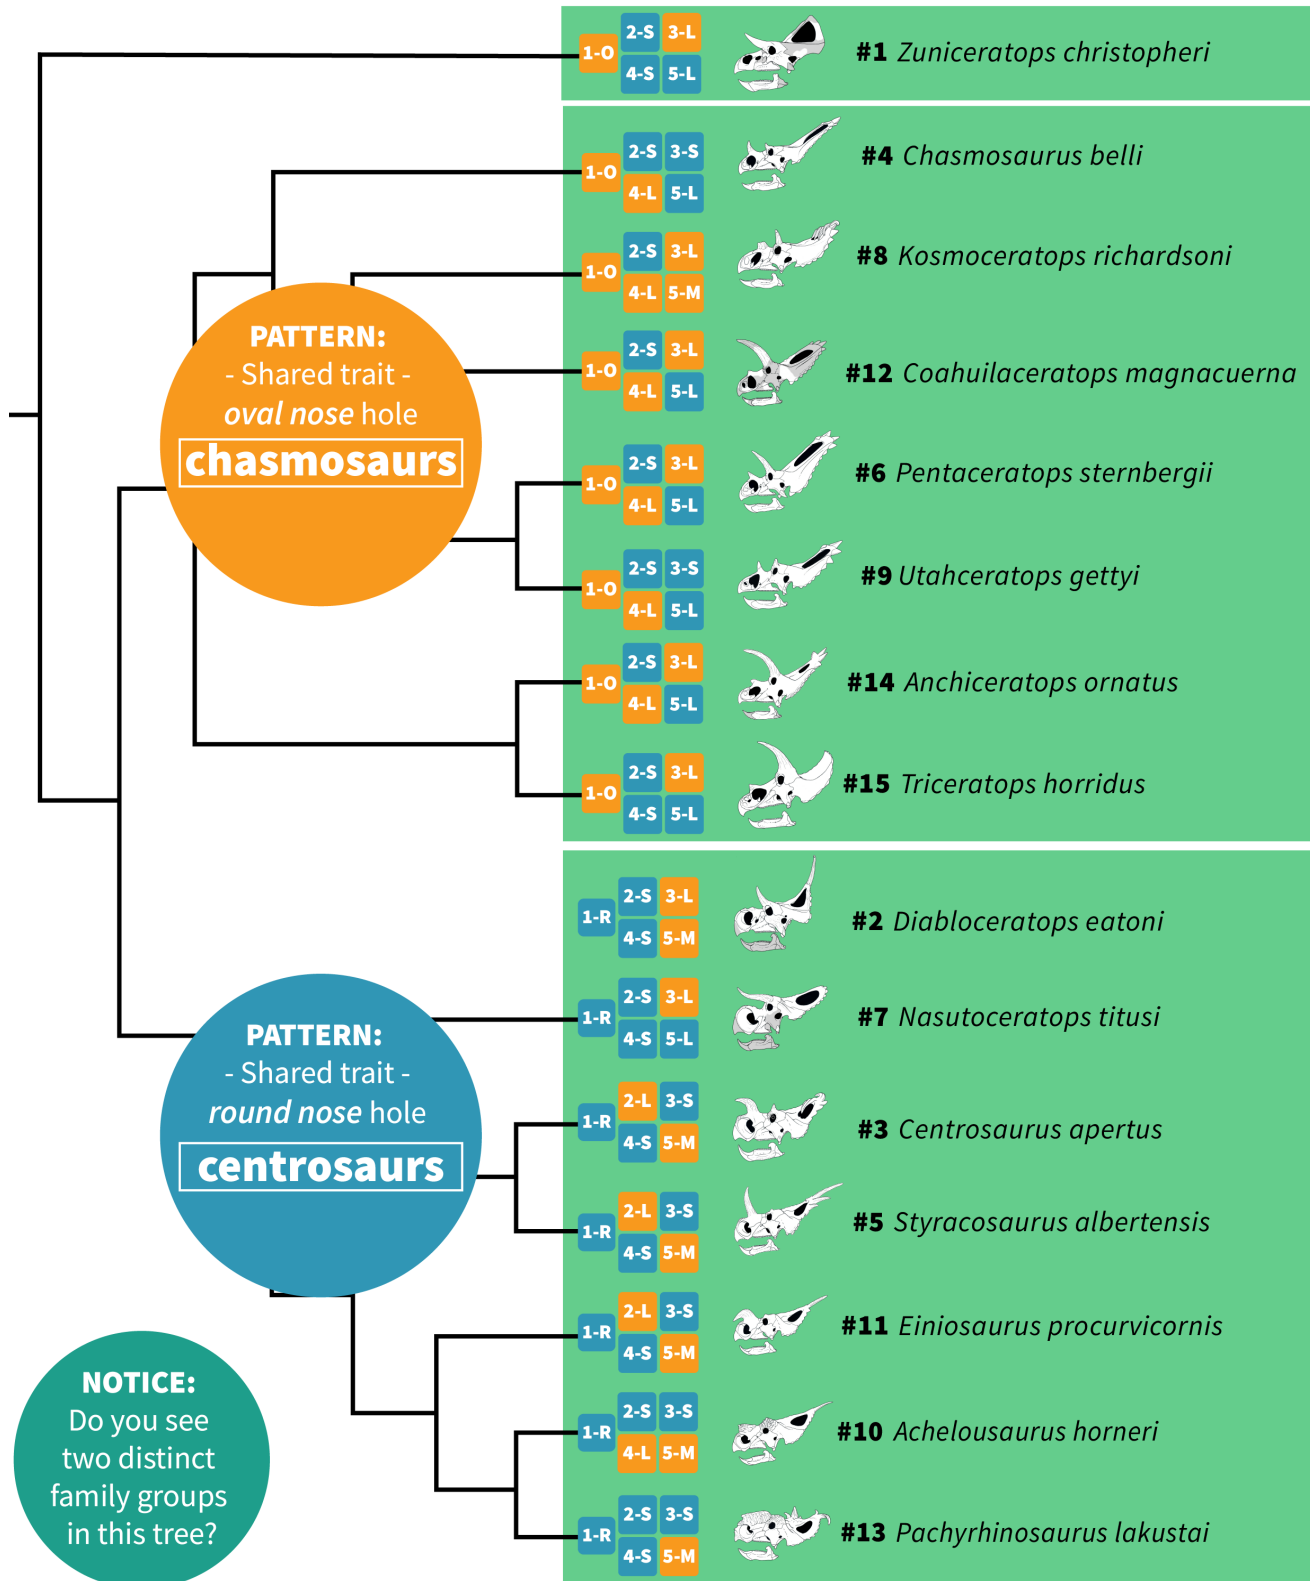 2-S 3-L
1-O
4-S 5-L
#1 Zuniceratops christopheri
2-S 3-S
1-O
4-L 5-L
#4 Chasmosaurus belli
2-S 3-L
1-O
4-L 5-M
#8 Kosmoceratops richardsoni
2-S 3-L
1-O
4-L 5-L
#12 Coahuilaceratops magnacuerna
2-S 3-L
1-O
4-L 5-L
#6 Pentaceratops sternbergii
2-S 3-S
1-O
4-L 5-L
#9 Utahceratops gettyi
2-S 3-L
1-O
4-L 5-L
#14 Anchiceratops ornatus
2-S 3-L
1-O
4-S 5-L
#15 Triceratops horridus
PATTERN:
- Shared trait -
oval nose hole
chasmosaurs
2-S 3-L
1-R
4-S 5-M
#2 Diabloceratops eatoni
2-S 3-L
1-R
4-S 5-L
#7 Nasutoceratops titusi
2-L 3-S
1-R
4-S 5-M
#3 Centrosaurus apertus
2-L 3-S
1-R
4-S 5-M
#5 Styracosaurus albertensis
2-L 3-S
1-R
4-S 5-M
#11 Einiosaurus procurvicornis
2-S 3-S
1-R
4-L 5-M
#10 Achelousaurus horneri
2-S 3-S
1-R
4-S 5-M
#13 Pachyrhinosaurus lakustai
PATTERN:
- Shared trait -
round nose hole
centrosaurs
NOTICE:
Do you see
two distinct
family groups
in this tree?